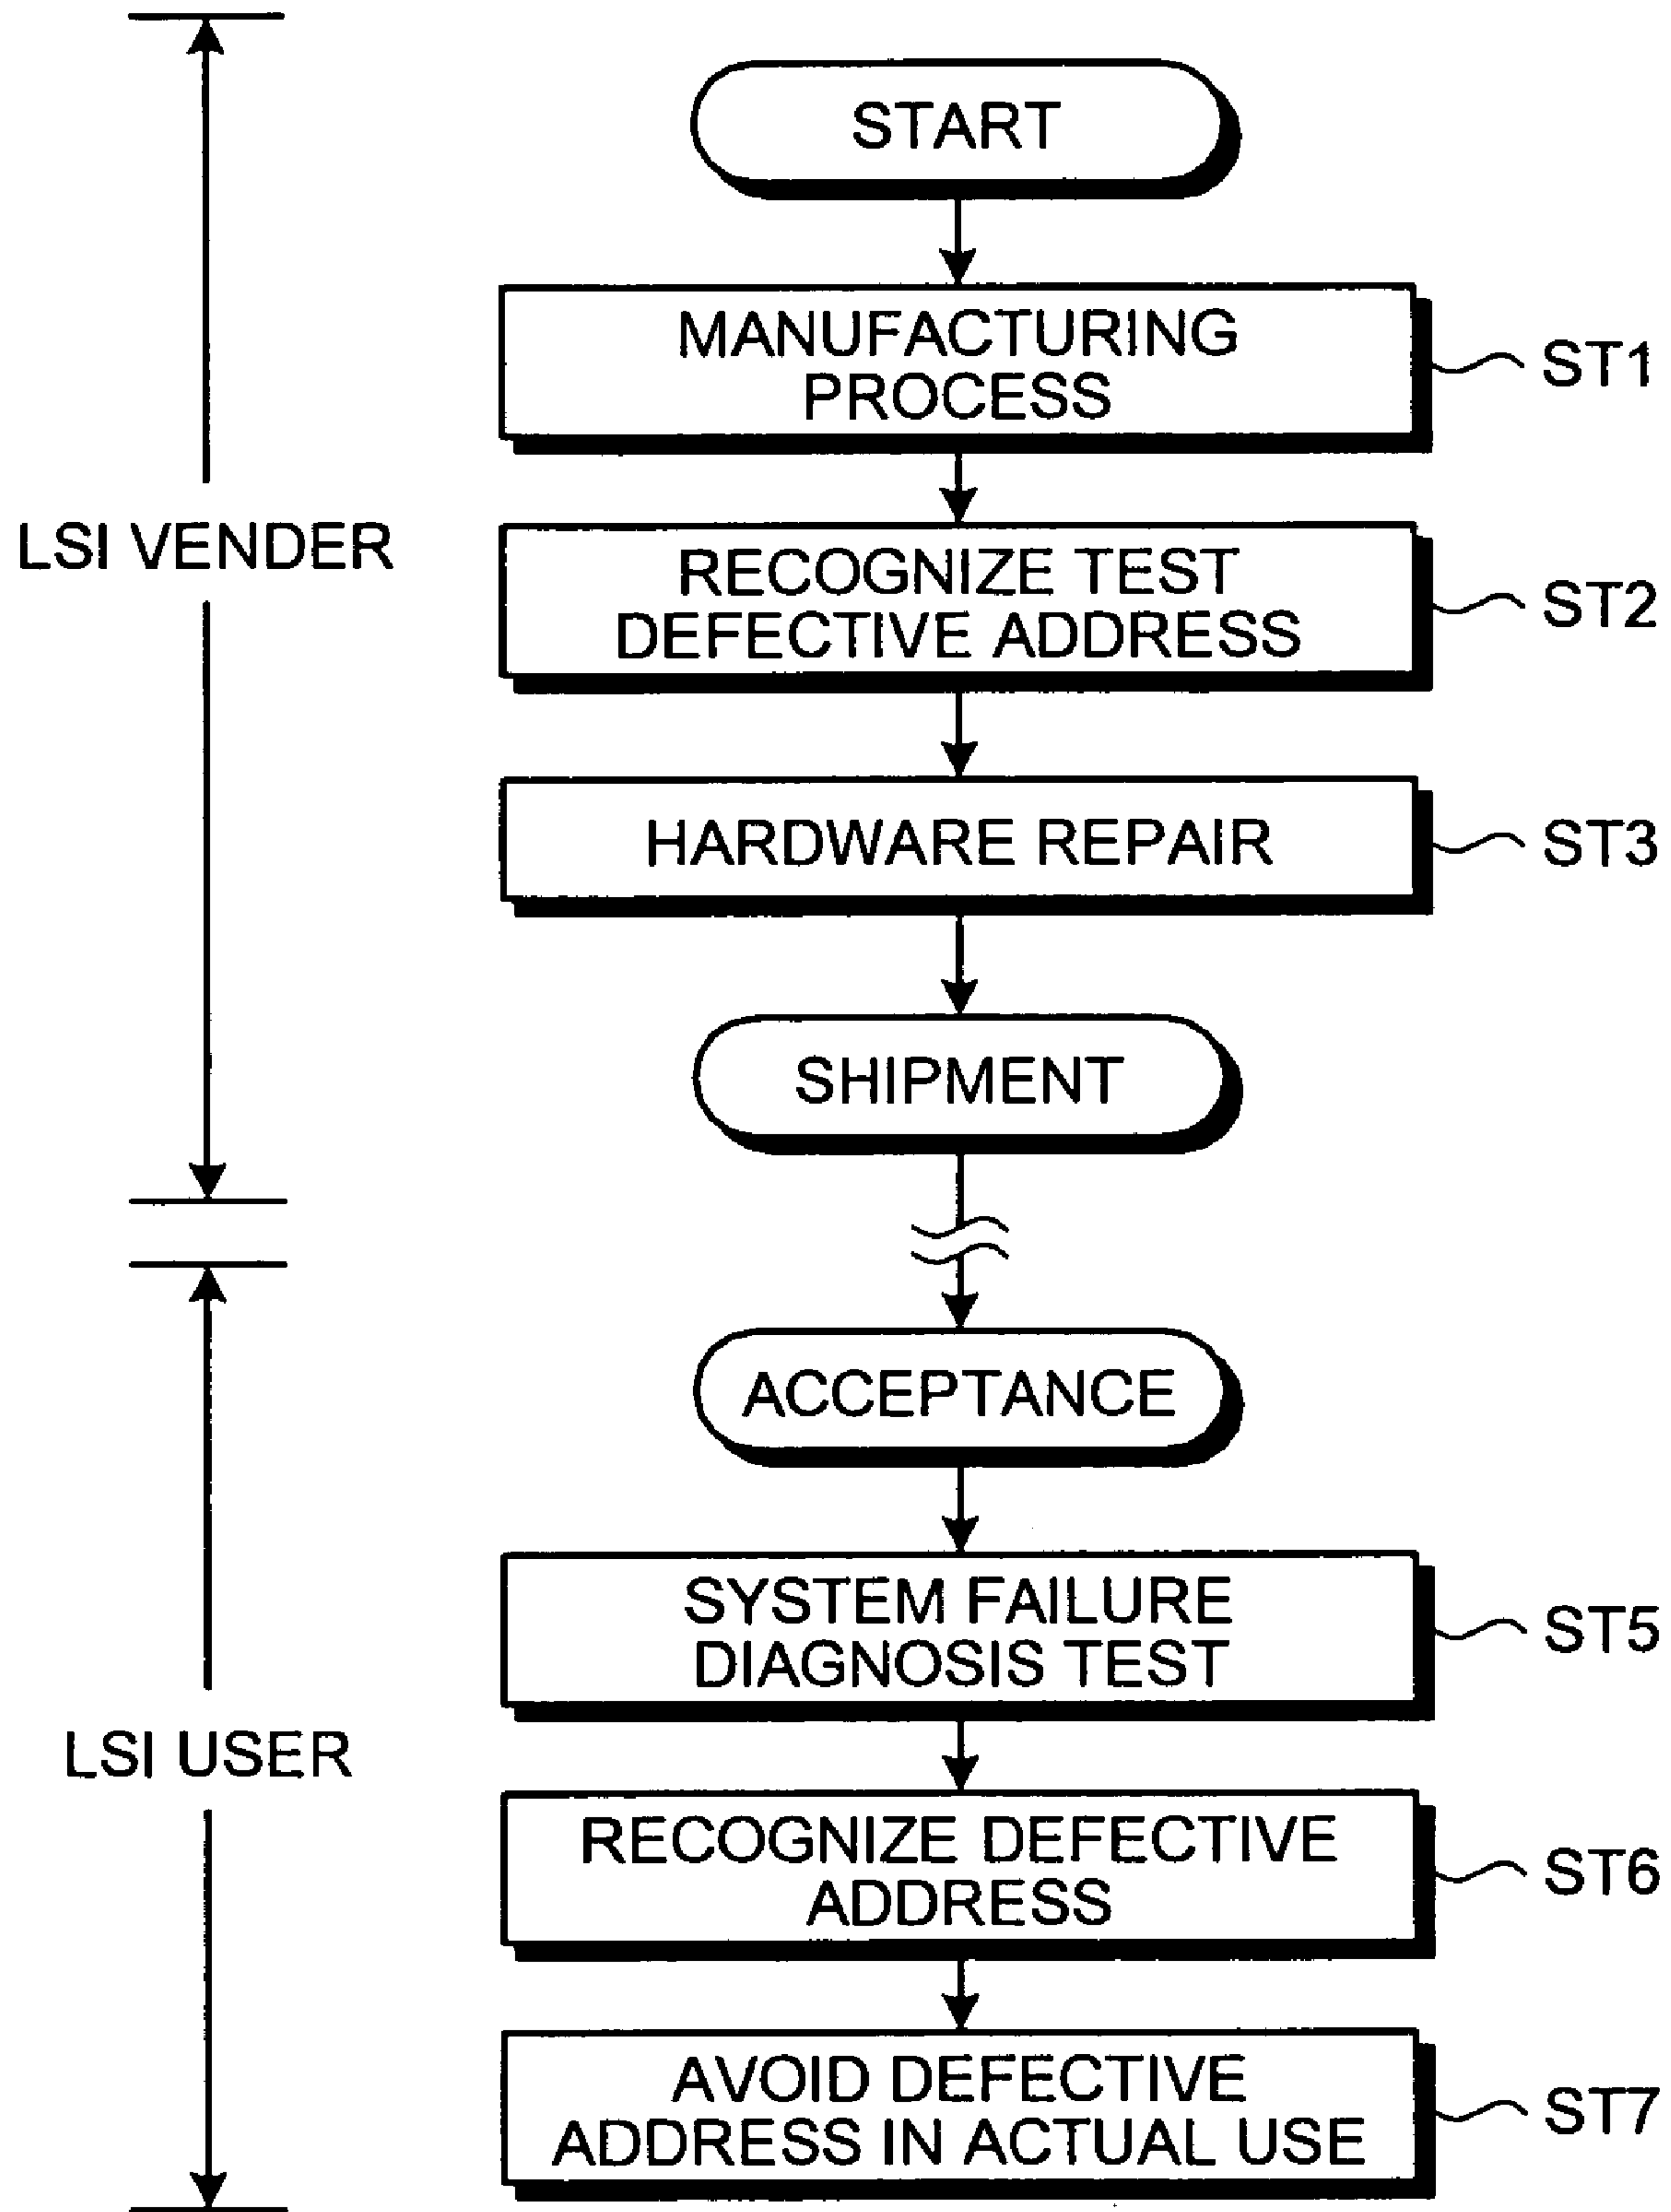 START
MANUFACTURING
PROCESS
ST1
LSI VENDER
RECOGNIZE TEST
DEFECTIVE ADDRESS
ST2
HARDWARE REPAIR
ST3
SHIPMENT
ACCEPTANCE
SYSTEM FAILURE
DIAGNOSIS TEST
ST5
LSI USER
RECOGNIZE DEFECTIVE
ADDRESS
ST6
AVOID DEFECTIVE
ADDRESS IN ACTUAL USE
ST7